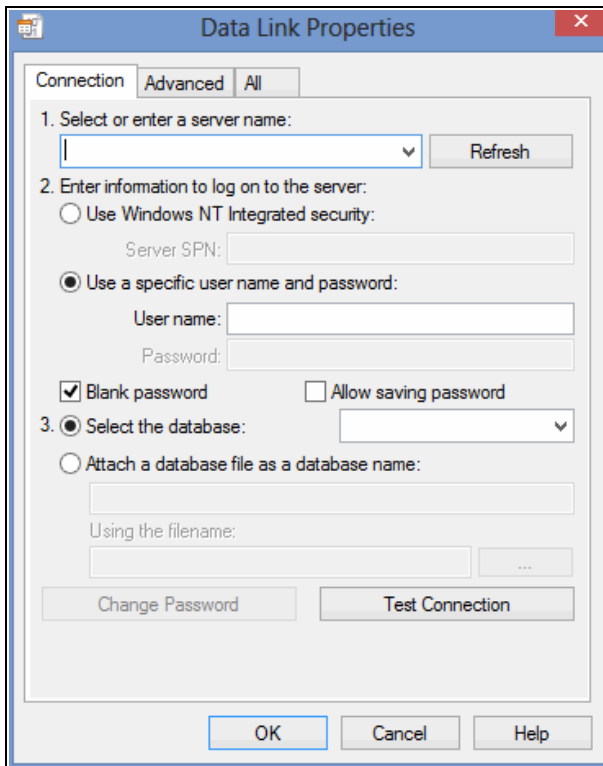 Data Link Properties
Connection Advanced All
1. Select or enter a server name:
Refresh
2. Enter information to log on to the server:
Use Windows NT Integrated security:
Server SPN:
Use a specific user name and password:
User name:
Password:
Blank password Allow saving password
3. Select the database:
Attach a database file as a database name:
Using the filename:
...
Change Password Test Connection
OK Cancel Help